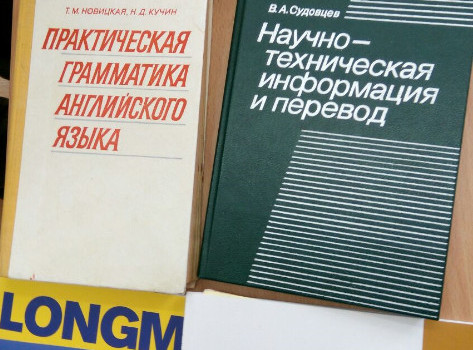 Т. М. НОВИЦКАЯ, Н. Д. КУЧИН
ПРАКТИЧЕСКАЯ
ГРАММАТИКА
АНГЛИЙСКОГО
ЯЗЫКА
В. А. Судовцев
Научно-
техническая
информация
и перевод
LONGM